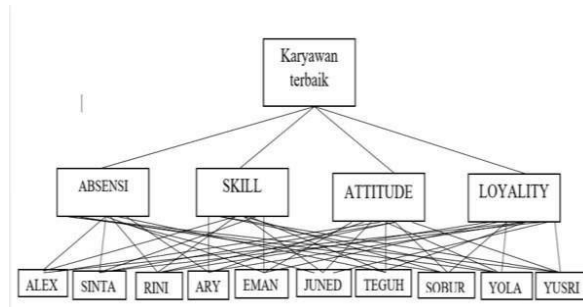 Karyawan
terbaik
ABSENSI
SKILL
ATTITUDE
LOYALITY
ALEX
SINTA
RINI
ARY
EMAN
JUNED
TEGUH
SOBUR
YOLA
YUSRI